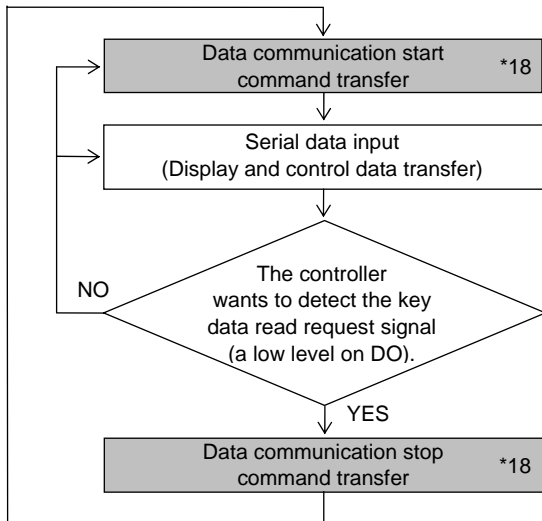 Data communication start
command transfer
*18
Serial data input
(Display and control data transfer)
The controller
wants to detect the key
data read request signal
(a low level on DO).
NO
YES
Data communication stop
command transfer
*18